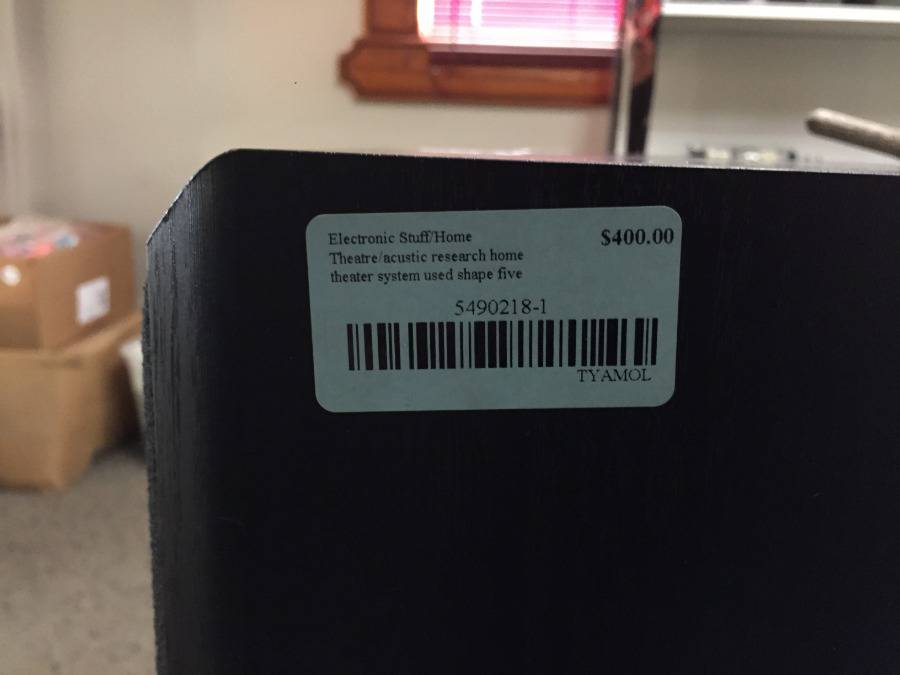 Electronic Stuff/Home
$400.00
Theatre/acustic research home
theater system used shape five
5490218-1
TYAMOL